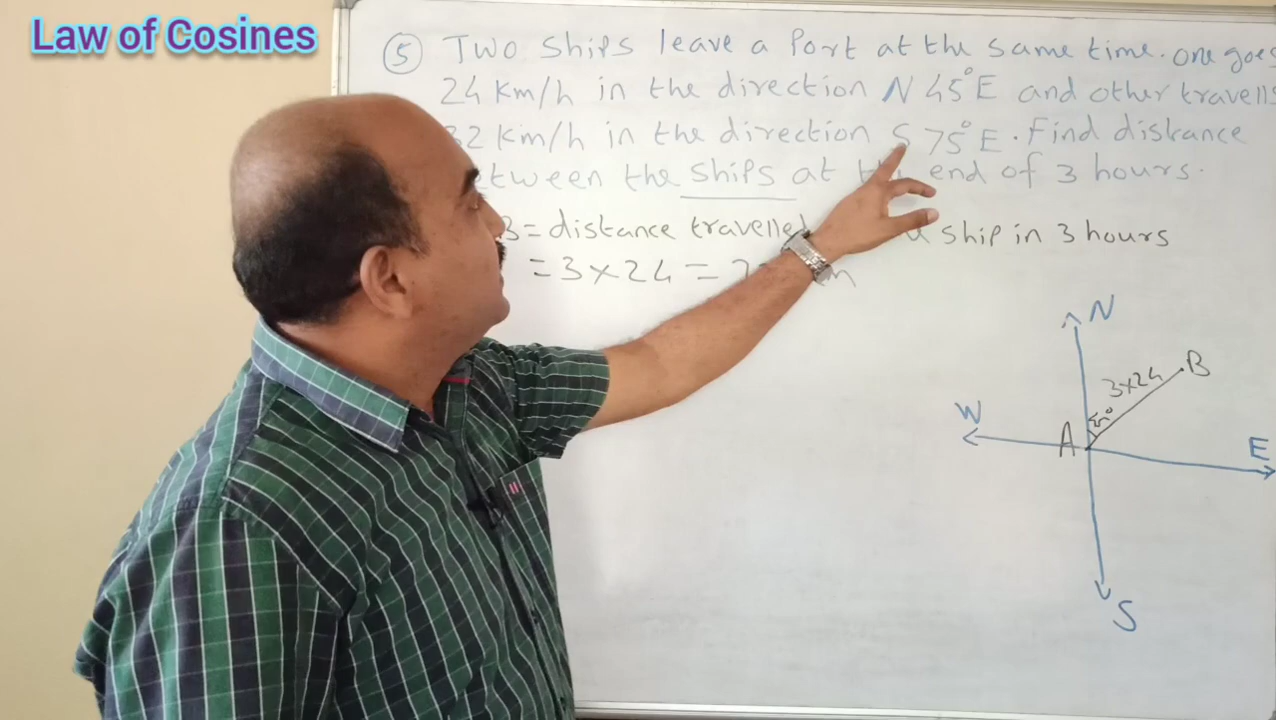 Law of Cosines
⑤ Two ships leave a Port at the same time. one goes
24 km/h in the direction N 45° E and other travells
32 km/h in the direction S 75° E. Find distance
between the ships at the end of 3 hours.
B = distance travelled ship in 3 hours
= 3 × 24 =
N
3×24 B
45°
W A
E
S